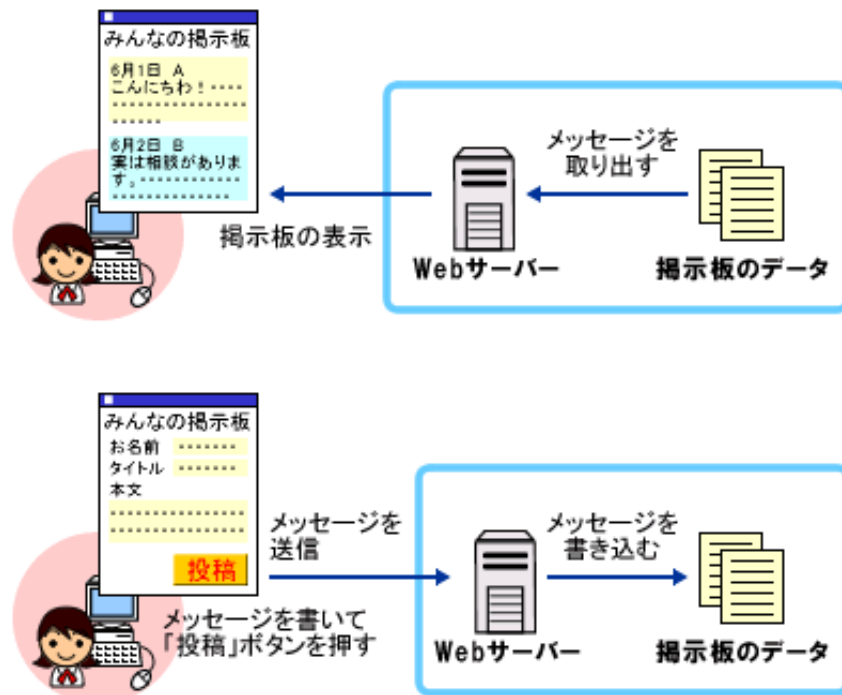 みんなの掲示板
6月1日 A
こんにちわ！
6月2日 B
実は相談がありま
す。
掲示板の表示
メッセージを
取り出す
Webサーバー
掲示板のデータ
みんなの掲示板
お名前
タイトル
本文
投稿
メッセージを書いて
「投稿」ボタンを押す
メッセージを
送信
メッセージを
書き込む
Webサーバー
掲示板のデータ